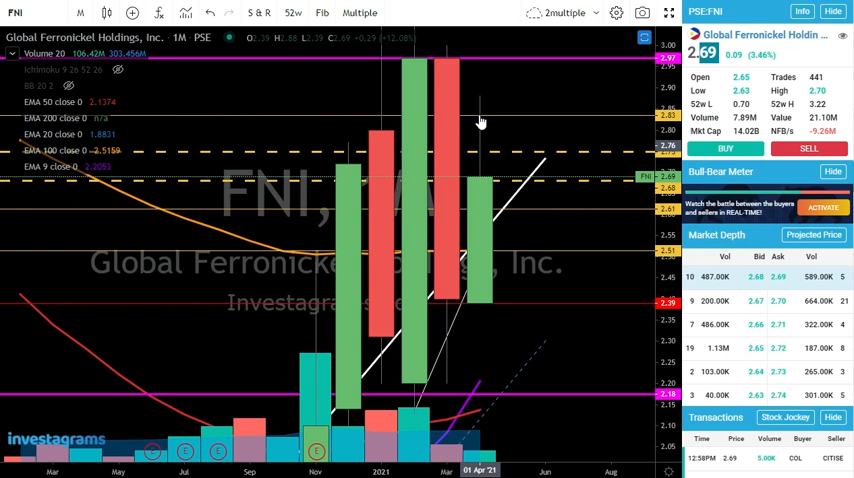 FNI M S & R 52w Fib Multiple 2multiple
Global Ferronickel Holdings, Inc. · 1M · PSE O2.39 H2.88 L2.39 C2.69 +0.29 (+12.08%)
Volume 20 106.42M 303.456M
Ichimoku 9 26 52 26
BB 20 2
EMA 50 close 0 2.1374
EMA 200 close 0 n/a
EMA 20 close 0 1.8831
EMA 100 close 0 2.5159
EMA 9 close 0 2.2053
FNI, 1M
Global Ferronickel Holdings, Inc.
investagrams
3.00
2.97
2.95
2.90
2.83
2.80
2.76
2.75
FNI 2.69
2.68
2.61
2.55
2.51
2.45
2.39
2.35
2.30
2.25
2.20
2.18
2.15
2.10
2.05
E E E E
Mar May Jul Sep Nov 2021 Mar 01 Apr '21 Jun Aug
PSE:FNI Info Hide
Global Ferronickel Holdin ...
2.69 0.09 (3.46%)
Open 2.65 Trades 441
Low 2.63 High 2.70
52w L 0.70 52w H 3.22
Volume 7.89M Value 21.10M
Mkt Cap 14.02B NFB/s -9.26M
BUY SELL
Bull-Bear Meter Hide
Watch the battle between the buyers
and sellers in REAL-TIME! ACTIVATE
Market Depth Projected Price
Vol Bid Ask Vol
10 487.00K 2.68 2.69 589.00K 5
9 200.00K 2.67 2.70 664.00K 21
7 486.00K 2.66 2.71 322.00K 4
19 1.13M 2.65 2.72 187.00K 8
2 103.00K 2.64 2.73 265.00K 3
3 40.00K 2.63 2.74 301.00K 5
Transactions Stock Jockey Hide
Time Price Volume Buyer Seller
12:58PM 2.69 5.00K COL CITISE